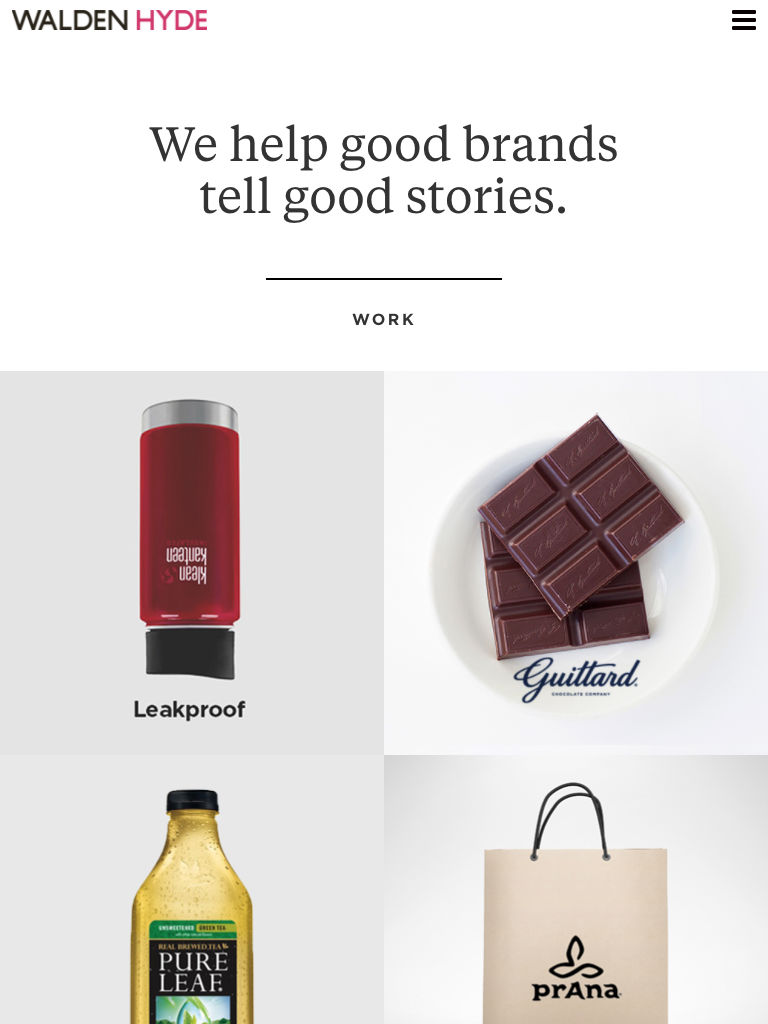 WALDEN HYDE
We help good brands
tell good stories.
WORK
klean
kanteen
INSULATED
Leakproof
Guittard
CHOCOLATE COMPANY
UNSWEETENED GREEN TEA
REAL BREWED TEA
PURE
LEAF
prAna